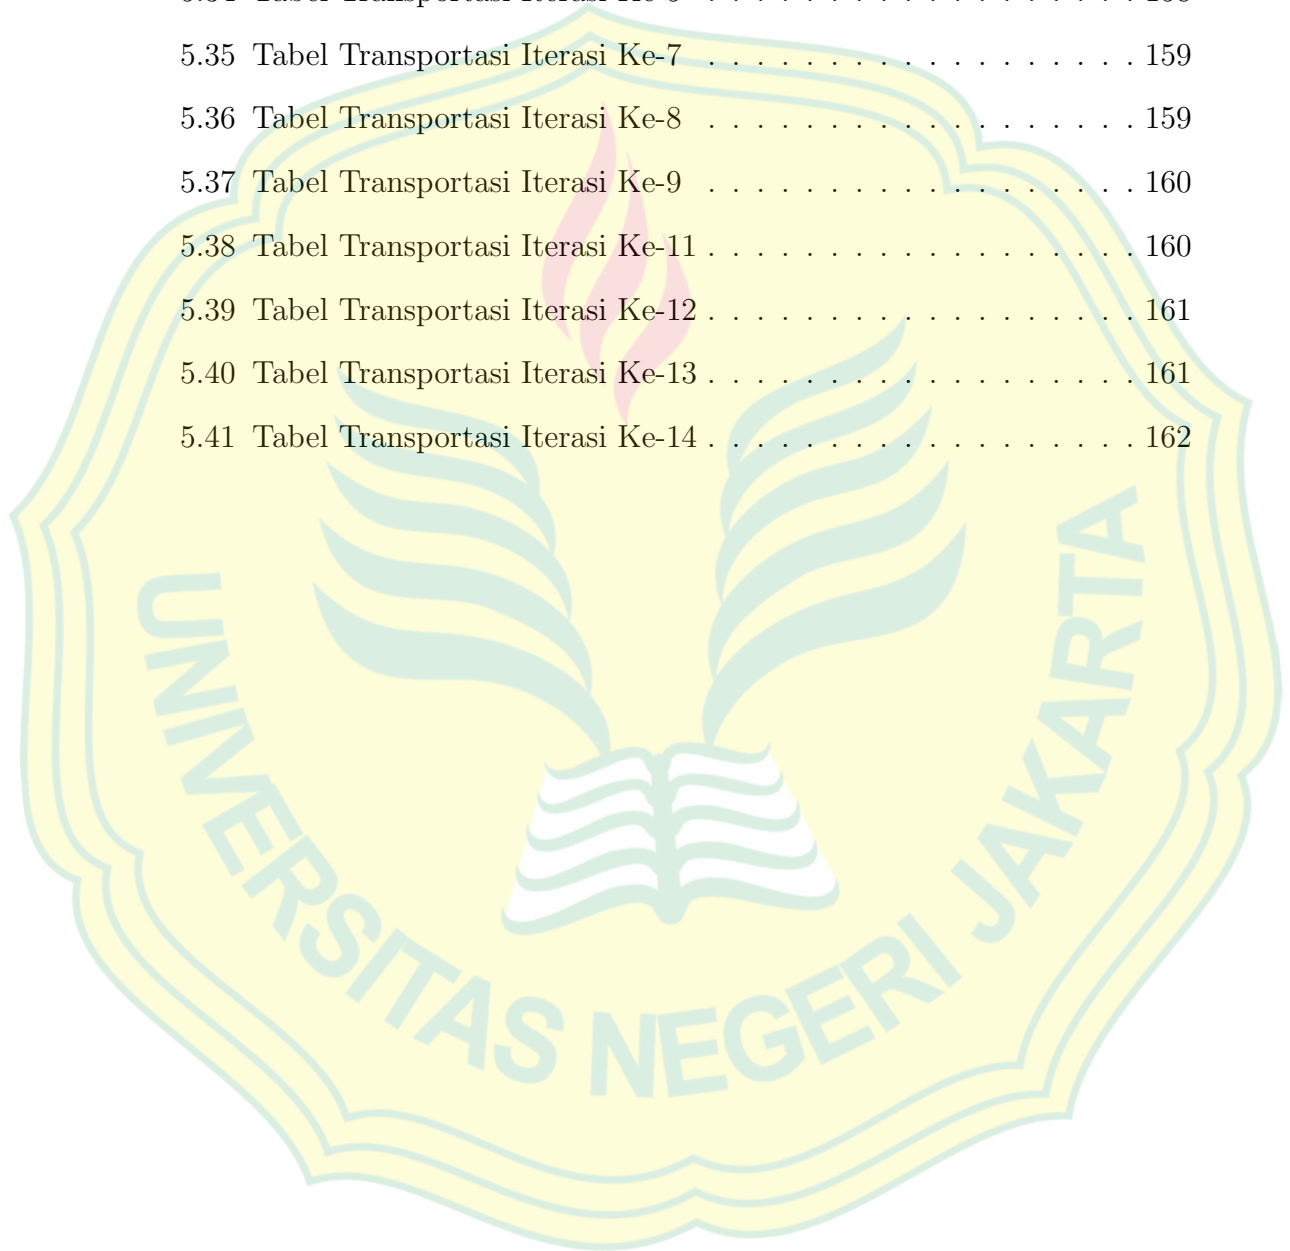 5.35 Tabel Transportasi Iterasi Ke-7 . . . . . . . . . . . . . . . . . . 159
5.36 Tabel Transportasi Iterasi Ke-8 . . . . . . . . . . . . . . . . . . 159
5.37 Tabel Transportasi Iterasi Ke-9 . . . . . . . . . . . . . . . . . . 160
5.38 Tabel Transportasi Iterasi Ke-11 . . . . . . . . . . . . . . . . . . 160
5.39 Tabel Transportasi Iterasi Ke-12 . . . . . . . . . . . . . . . . . . 161
5.40 Tabel Transportasi Iterasi Ke-13 . . . . . . . . . . . . . . . . . . 161
5.41 Tabel Transportasi Iterasi Ke-14 . . . . . . . . . . . . . . . . . . 162
UNIVERSITAS NEGERI JAKARTA